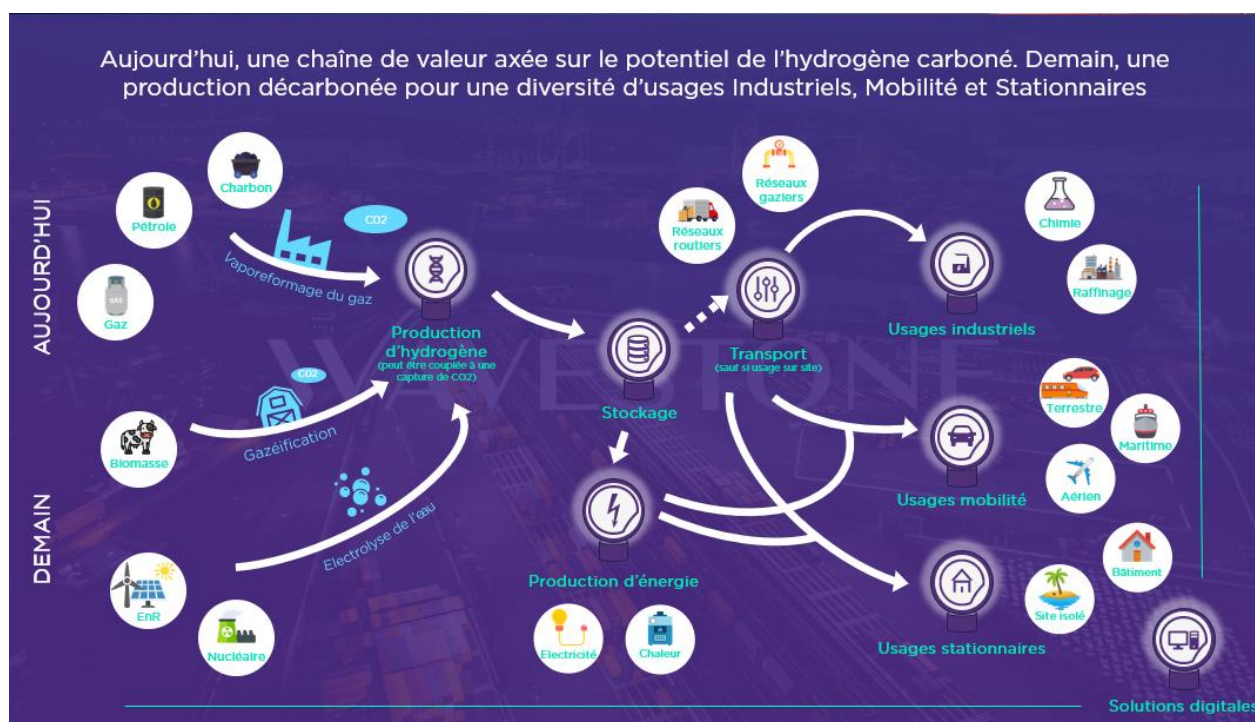 Aujourd'hui, une chaîne de valeur axée sur le potentiel de l'hydrogène carboné. Demain, une
production décarbonée pour une diversité d'usages Industriels, Mobilité et Stationnaires
AUJOURD'HUI
DEMAIN
Charbon
Pétrole
Gaz
CO2
Vaporeformage du gaz
Production
d'hydrogène
(peut être couplée à une
capture de CO2)
Biomasse
CO2
Gazéification
Electrolyse de l'eau
EnR
Nucléaire
WAVESTONE
Stockage
Réseaux
gaziers
Réseaux
routiers
Transport
(sauf si usage sur site)
Production d'énergie
Electricité
Chaleur
Usages industriels
Chimie
Raffinage
Usages mobilité
Terrestre
Maritime
Aérien
Usages stationnaires
Bâtiment
Site isolé
Solutions digitales
GAS